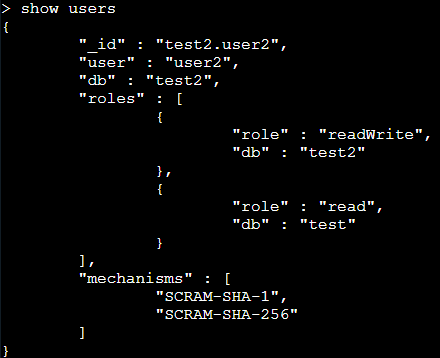 > show users
{
        "_id" : "test2.user2",
        "user" : "user2",
        "db" : "test2",
        "roles" : [
                {
                        "role" : "readWrite",
                        "db" : "test2"
                },
                {
                        "role" : "read",
                        "db" : "test"
                }
        ],
        "mechanisms" : [
                "SCRAM-SHA-1",
                "SCRAM-SHA-256"
        ]
}